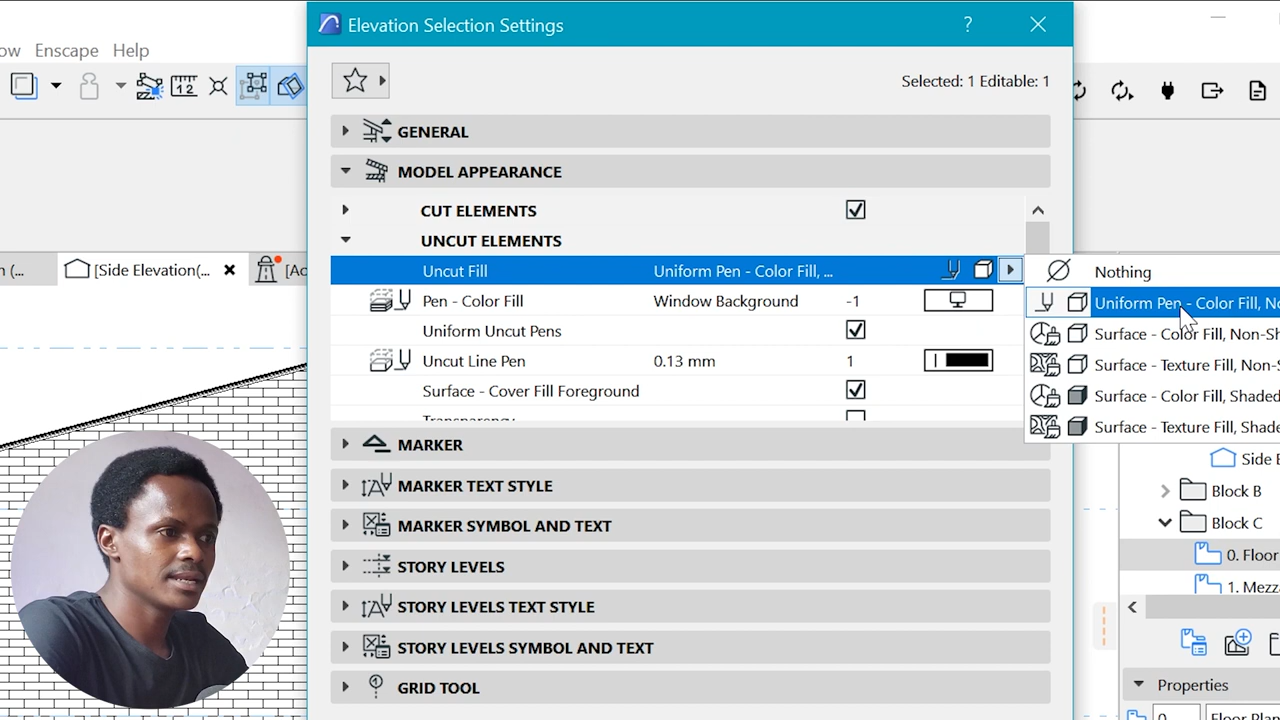 Elevation Selection Settings
?
ow Enscape Help
Selected: 1 Editable: 1
1 2
GENERAL
MODEL APPEARANCE
CUT ELEMENTS
UNCUT ELEMENTS
(...
[Side Elevation(...
[Ac
Uncut Fill Uniform Pen - Color Fill, ...
Pen - Color Fill Window Background -1
Uniform Uncut Pens
Uncut Line Pen 0.13 mm 1
Surface - Cover Fill Foreground
Transparency
Nothing
Uniform Pen - Color Fill, No
Surface - Color Fill, Non-Sh
Surface - Texture Fill, Non-S
Surface - Color Fill, Shaded
Surface - Texture Fill, Shade
MARKER
MARKER TEXT STYLE
MARKER SYMBOL AND TEXT
STORY LEVELS
STORY LEVELS TEXT STYLE
STORY LEVELS SYMBOL AND TEXT
GRID TOOL
Side E
Block B
Block C
0. Floor
1. Mezz
Properties
0. Floor Plan